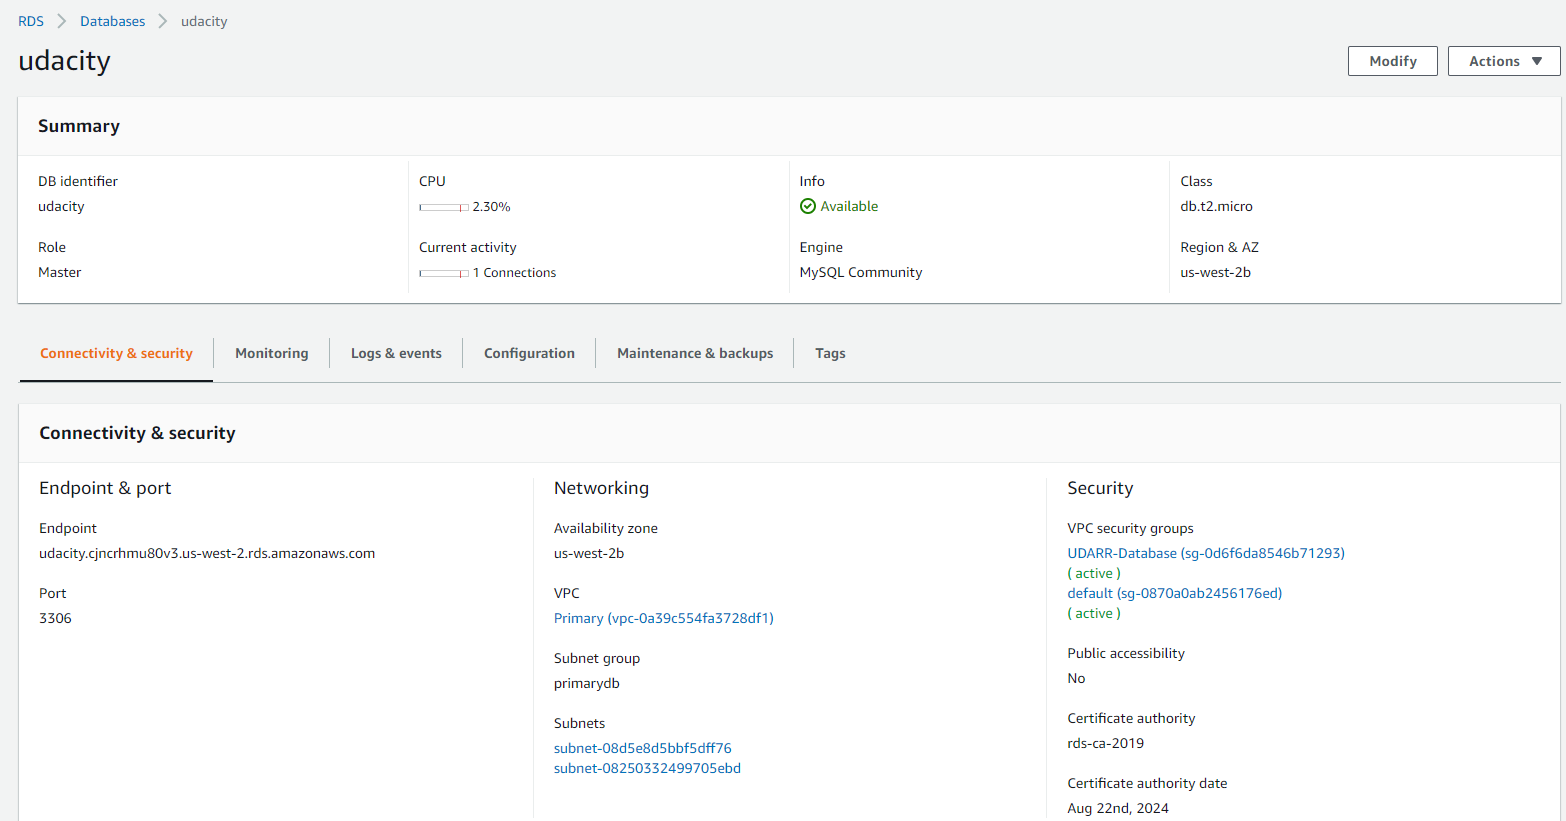 RDS > Databases > udacity
udacity
Modify
Actions
Summary
DB identifier
udacity
CPU
2.30%
Info
Available
Class
db.t2.micro
Role
Master
Current activity
1 Connections
Engine
MySQL Community
Region & AZ
us-west-2b
Connectivity & security
Monitoring
Logs & events
Configuration
Maintenance & backups
Tags
Connectivity & security
Endpoint & port
Endpoint
udacity.cjncrhmu80v3.us-west-2.rds.amazonaws.com
Port
3306
Networking
Availability zone
us-west-2b
VPC
Primary (vpc-0a39c554fa3728df1)
Subnet group
primarydb
Subnets
subnet-08d5e8d5bbf5dff76
subnet-08250332499705ebd
Security
VPC security groups
UDARR-Database (sg-0d6f6da8546b71293)
( active )
default (sg-0870a0ab2456176ed)
( active )
Public accessibility
No
Certificate authority
rds-ca-2019
Certificate authority date
Aug 22nd, 2024